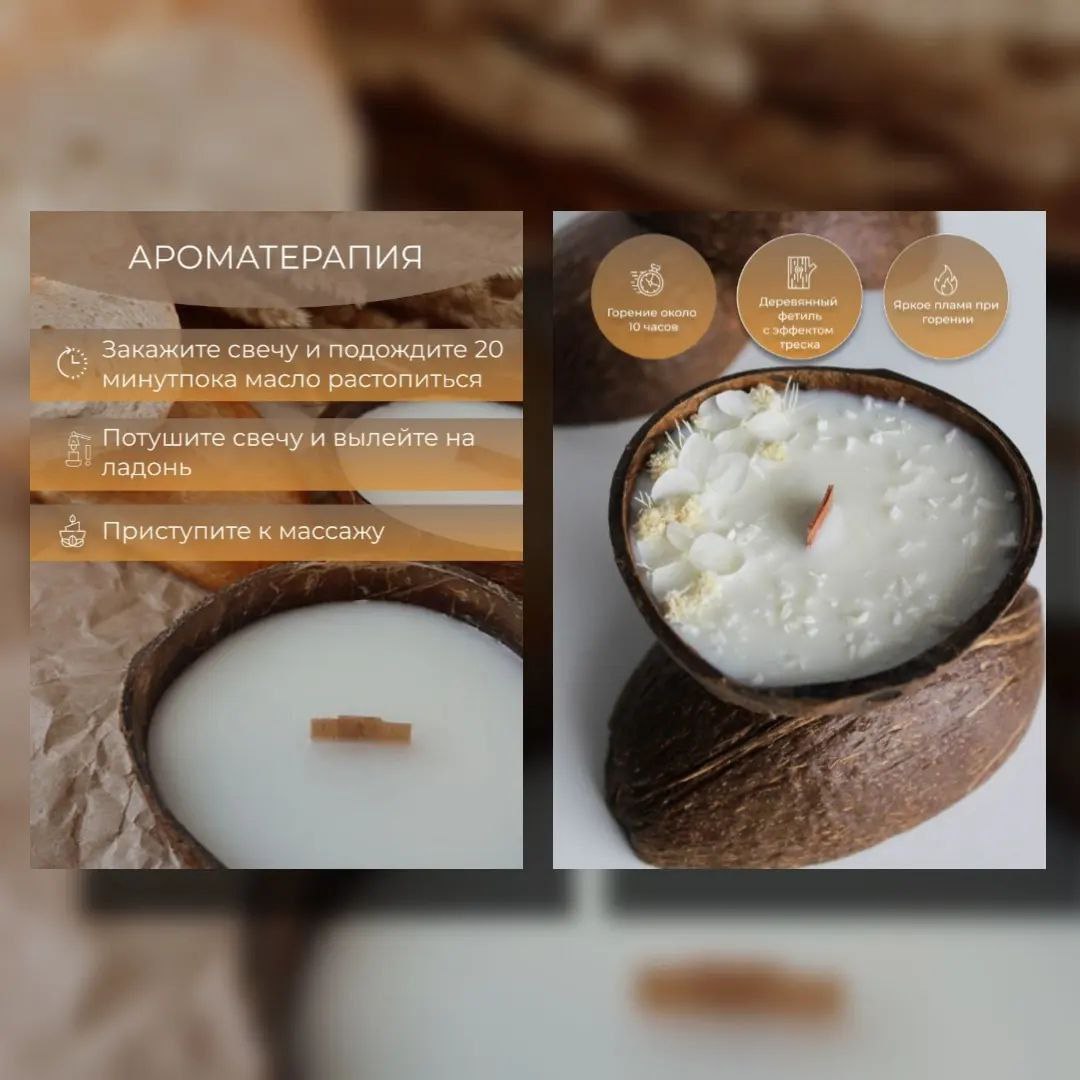 АРОМАТЕРАПИЯ
Закажите свечу и подождите 20
минутпока масло растопиться
Потушите свечу и вылейте на
ладонь
Приступите к массажу
Горение около
10 часов
Деревянный
фетиль
с эффектом
треска
Яркое пламя при
горении